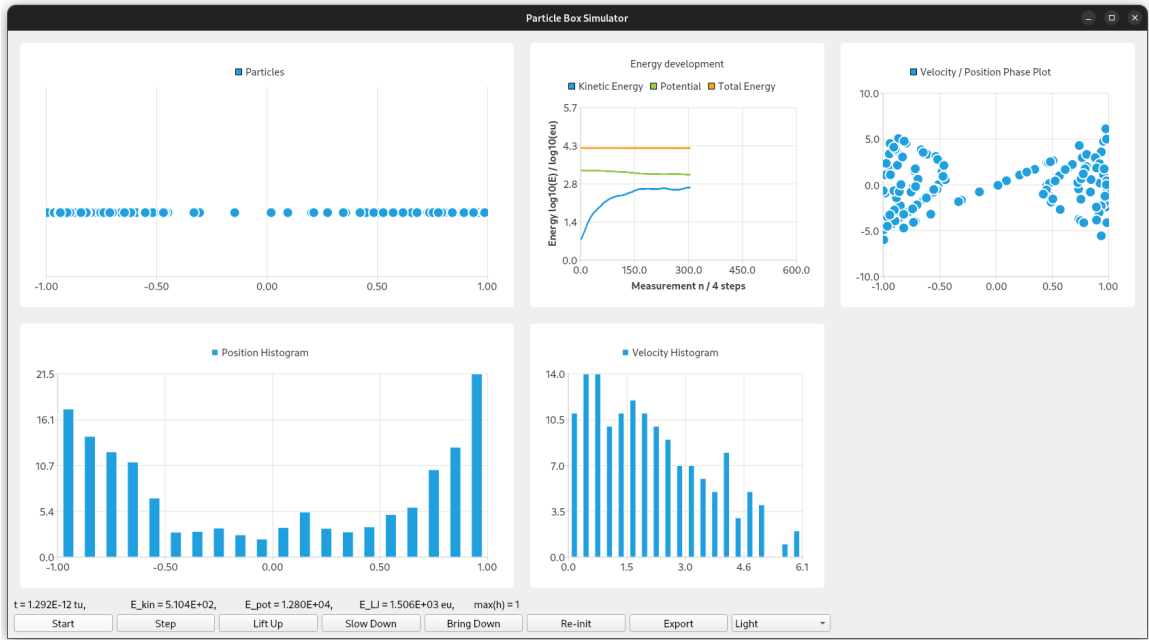 Particle Box Simulator
Particles
-1.00 -0.50 0.00 0.50 1.00
Energy development
Kinetic Energy Potential Total Energy
Energy log10(E) / log10(eu)
5.7
4.3
2.8
1.4
0.0
0.0 150.0 300.0 450.0 600.0
Measurement n / 4 steps
Velocity / Position Phase Plot
10.0
5.0
0.0
-5.0
-10.0
-1.00 -0.50 0.00 0.50 1.00
Position Histogram
21.5
16.1
10.7
5.4
0.0
-1.00 -0.50 0.00 0.50 1.00
Velocity Histogram
14.0
10.5
7.0
3.5
0.0
0.0 1.5 3.0 4.6 6.1
t = 1.292E-12 tu, E_kin = 5.104E+02, E_pot = 1.280E+04, E_LJ = 1.506E+03 eu, max(h) = 1
Start Step Lift Up Slow Down Bring Down Re-init Export Light